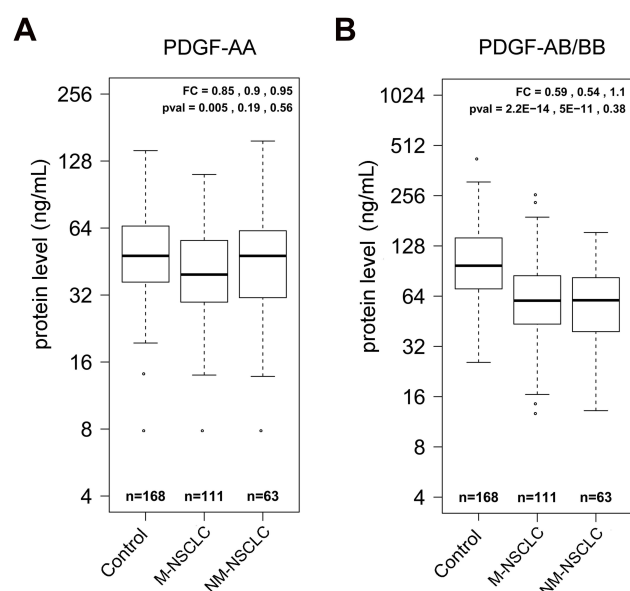 A
PDGF-AA
FC = 0.85 , 0.9 , 0.95
pval = 0.005 , 0.19 , 0.56
protein level (ng/mL)
256
128
64
32
16
8
4
n=168 n=111 n=63
Control M-NSCLC NM-NSCLC
B
PDGF-AB/BB
FC = 0.59 , 0.54 , 1.1
pval = 2.2E−14 , 5E−11 , 0.38
protein level (ng/mL)
1024
512
256
128
64
32
16
8
4
n=168 n=111 n=63
Control M-NSCLC NM-NSCLC